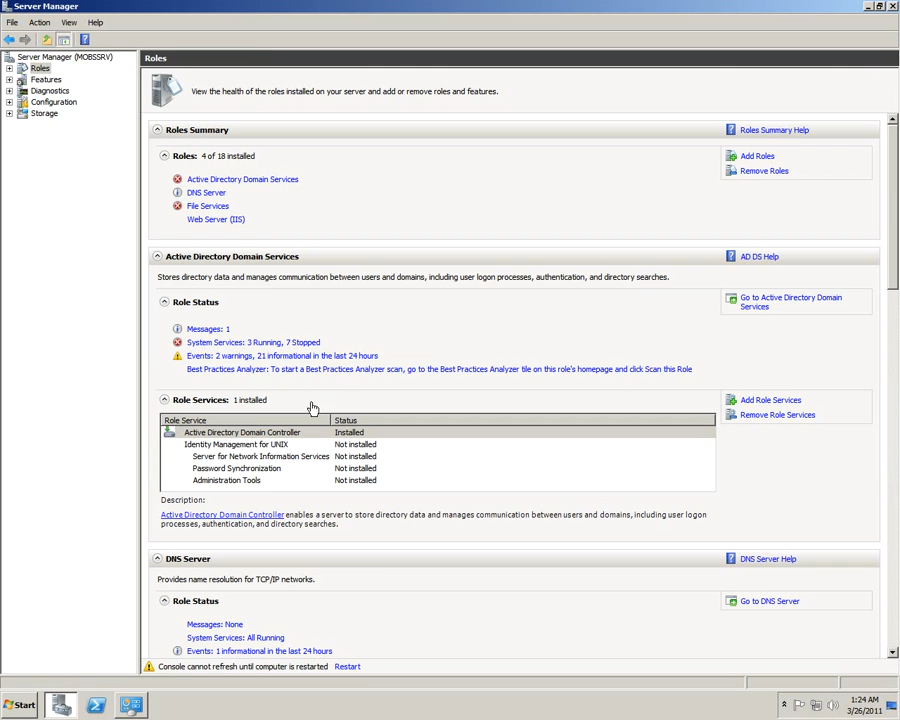 Server Manager
File Action View Help
Server Manager (MOBSSRV)
Roles
Features
Diagnostics
Configuration
Storage
Roles
View the health of the roles installed on your server and add or remove roles and features.
Roles Summary
Roles Summary Help
Roles: 4 of 18 installed
Add Roles
Remove Roles
Active Directory Domain Services
DNS Server
File Services
Web Server (IIS)
Active Directory Domain Services
AD DS Help
Stores directory data and manages communication between users and domains, including user logon processes, authentication, and directory searches.
Role Status
Go to Active Directory Domain
Services
Messages: 1
System Services: 3 Running, 7 Stopped
Events: 2 warnings, 21 informational in the last 24 hours
Best Practices Analyzer: To start a Best Practices Analyzer scan, go to the Best Practices Analyzer tile on this role's homepage and click Scan this Role
Role Services: 1 installed
Add Role Services
Remove Role Services
Role Service Status
Active Directory Domain Controller Installed
Identity Management for UNIX Not installed
Server for Network Information Services Not installed
Password Synchronization Not installed
Administration Tools Not installed
Description:
Active Directory Domain Controller enables a server to store directory data and manages communication between users and domains, including user logon
processes, authentication, and directory searches.
DNS Server
DNS Server Help
Provides name resolution for TCP/IP networks.
Role Status
Go to DNS Server
Messages: None
System Services: All Running
Events: 1 informational in the last 24 hours
Console cannot refresh until computer is restarted Restart
Start
1:24 AM
3/26/2011